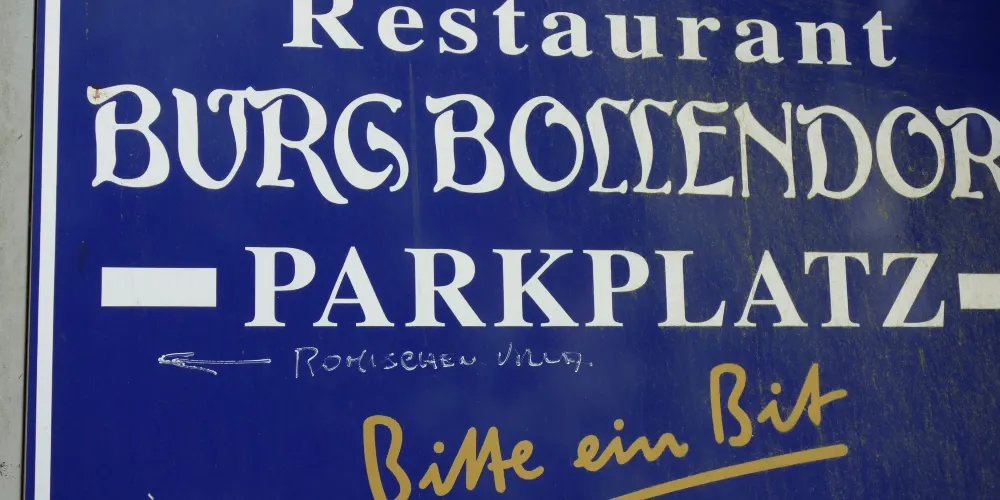 Restaurant
BURG BOLLENDOR
— PARKPLATZ —
← ROMISCHEN VILLA.
Bitte ein Bit